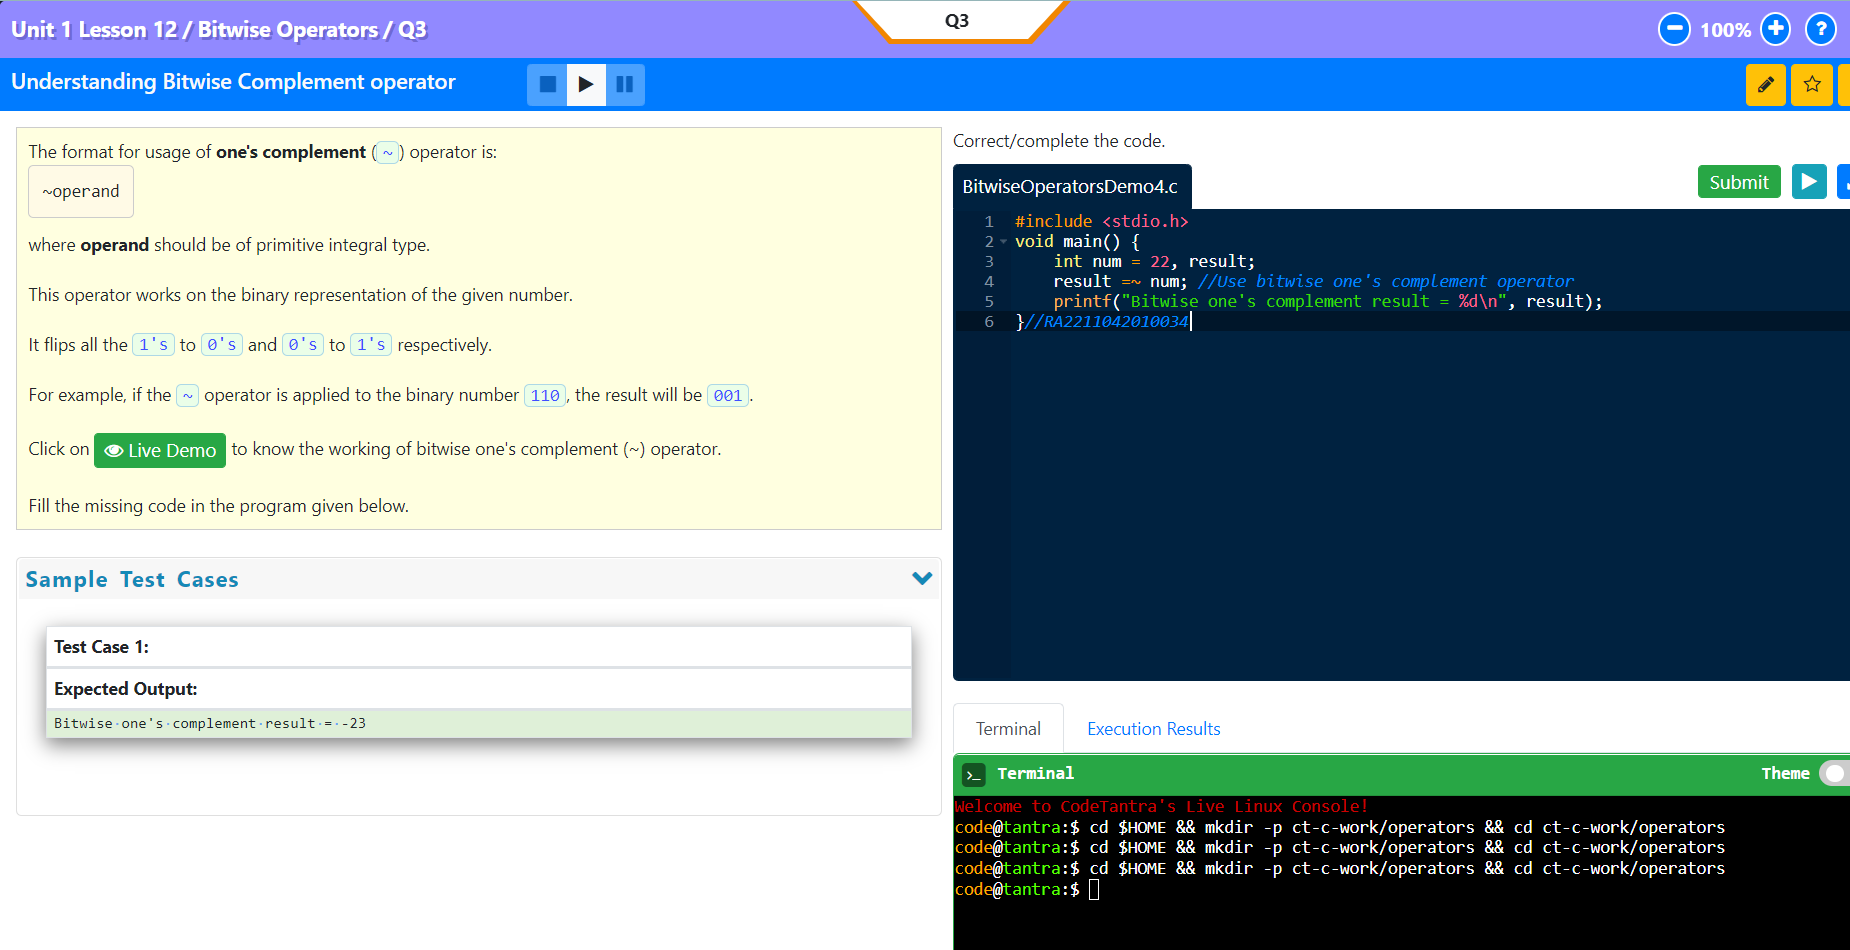 Unit 1 Lesson 12 / Bitwise Operators / Q3
Q3
100%
?
Understanding Bitwise Complement operator
The format for usage of one's complement ( ~ ) operator is:
~operand
where operand should be of primitive integral type.
This operator works on the binary representation of the given number.
It flips all the 1's to 0's and 0's to 1's respectively.
For example, if the ~ operator is applied to the binary number 110, the result will be 001.
Click on Live Demo to know the working of bitwise one's complement (~) operator.
Fill the missing code in the program given below.
Sample Test Cases
Test Case 1:
Expected Output:
Bitwise·one's·complement·result·=·-23
Correct/complete the code.
BitwiseOperatorsDemo4.c
Submit
1 #include <stdio.h>
2 void main() {
3 int num = 22, result;
4 result =~ num; //Use bitwise one's complement operator
5 printf("Bitwise one's complement result = %d\n", result);
6 }//RA2211042010034
Terminal
Execution Results
>_ Terminal
Theme
Welcome to CodeTantra's Live Linux Console!
code@tantra:$ cd $HOME && mkdir -p ct-c-work/operators && cd ct-c-work/operators
code@tantra:$ cd $HOME && mkdir -p ct-c-work/operators && cd ct-c-work/operators
code@tantra:$ cd $HOME && mkdir -p ct-c-work/operators && cd ct-c-work/operators
code@tantra:$